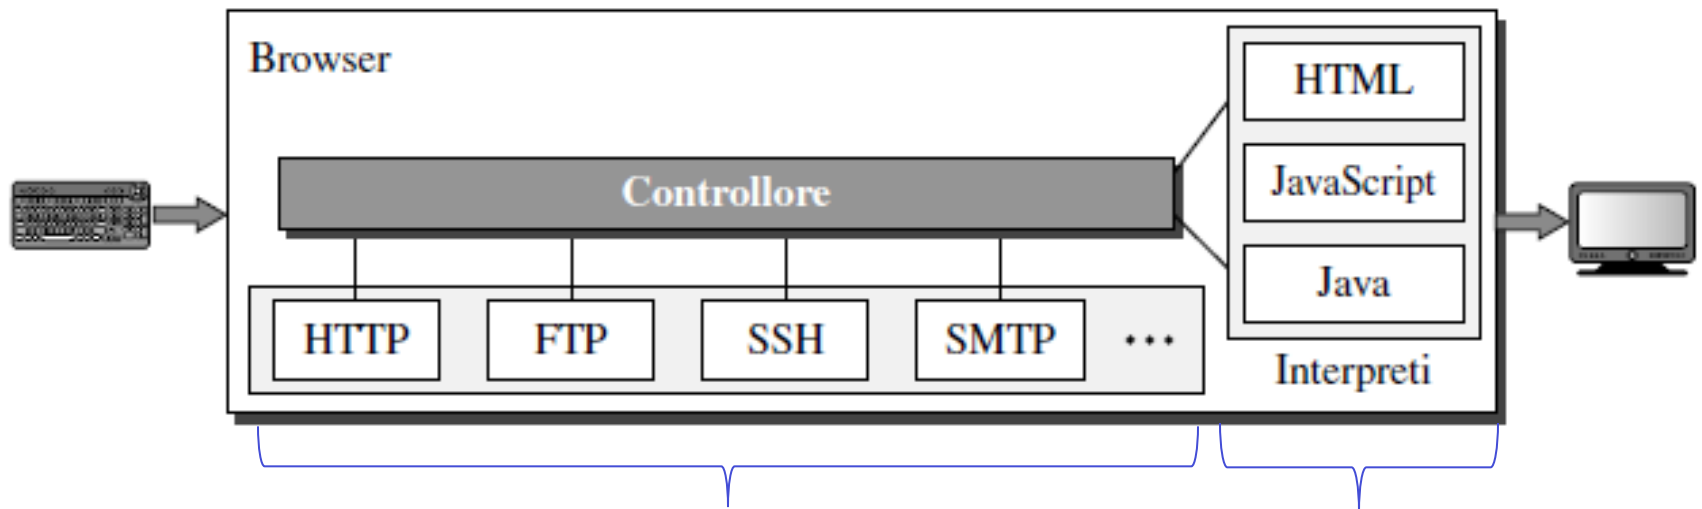 Browser
Controllore
HTTP
FTP
SSH
SMTP
...
HTML
JavaScript
Java
Interpreti